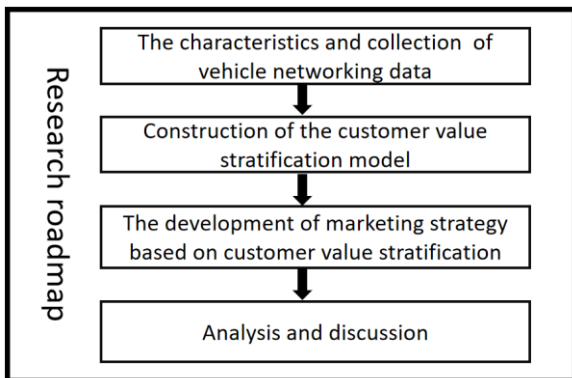 Research roadmap
The characteristics and collection of
vehicle networking data
Construction of the customer value
stratification model
The development of marketing strategy
based on customer value stratification
Analysis and discussion